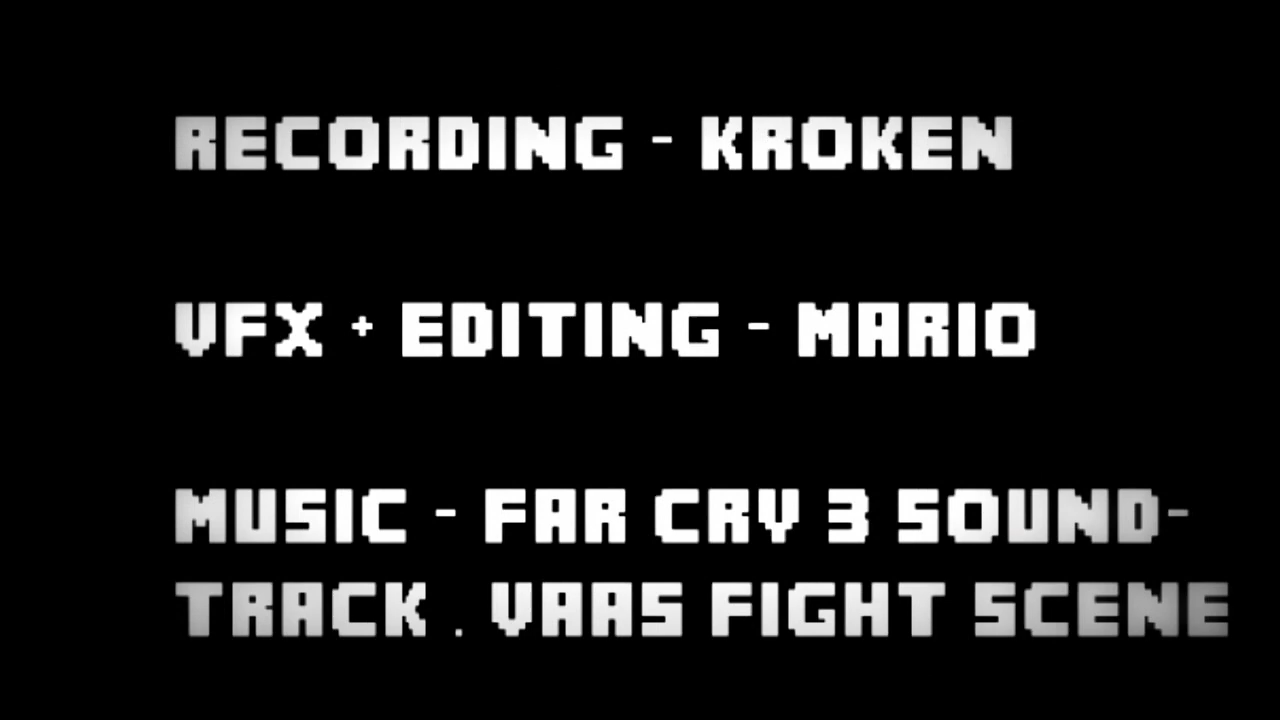 RECORDING - KROKEN
VFX + EDITING - MARIO
MUSIC - FAR CRY 3 SOUND-
TRACK . VAAS FIGHT SCENE